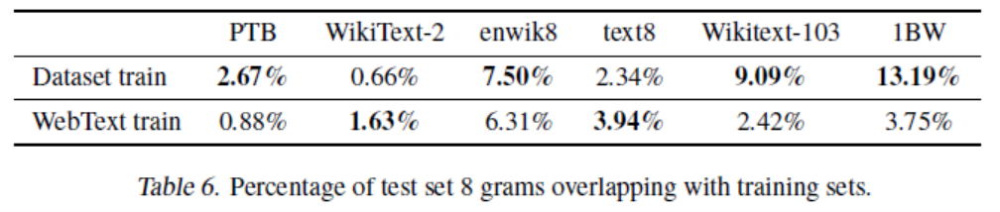 PTB WikiText-2 enwik8 text8 Wikitext-103 1BW
Dataset train 2.67% 0.66% 7.50% 2.34% 9.09% 13.19%
WebText train 0.88% 1.63% 6.31% 3.94% 2.42% 3.75%
Table 6. Percentage of test set 8 grams overlapping with training sets.